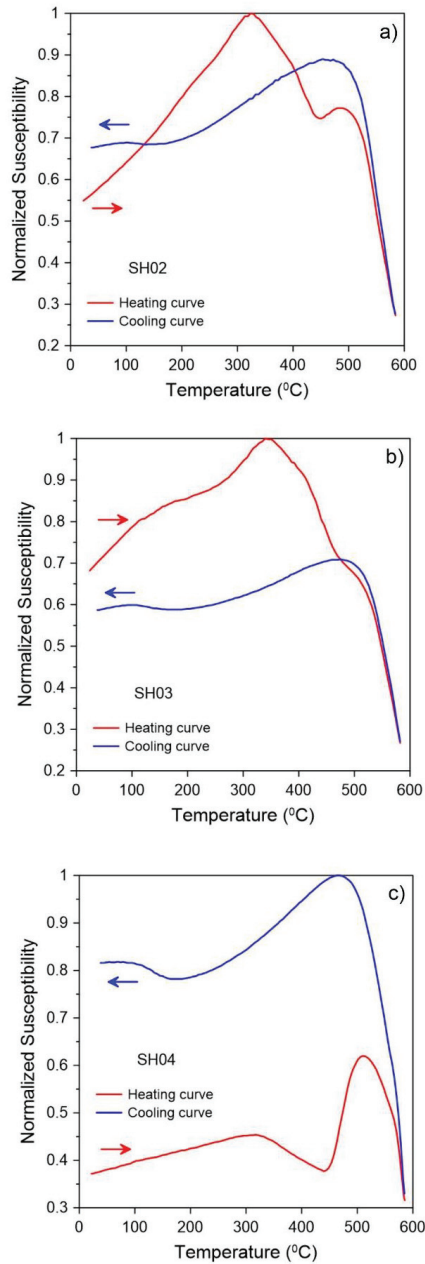 a)
1
0.9
0.8
0.7
0.6
0.5
0.4
0.3
0.2
Normalized Susceptibility
SH02
Heating curve
Cooling curve
0 100 200 300 400 500 600
Temperature (⁰C)
b)
1
0.9
0.8
0.7
0.6
0.5
0.4
0.3
0.2
Normalized Susceptibility
SH03
Heating curve
Cooling curve
0 100 200 300 400 500 600
Temperature (⁰C)
c)
1
0.9
0.8
0.7
0.6
0.5
0.4
0.3
Normalized Susceptibility
SH04
Heating curve
Cooling curve
0 100 200 300 400 500 600
Temperature (⁰C)